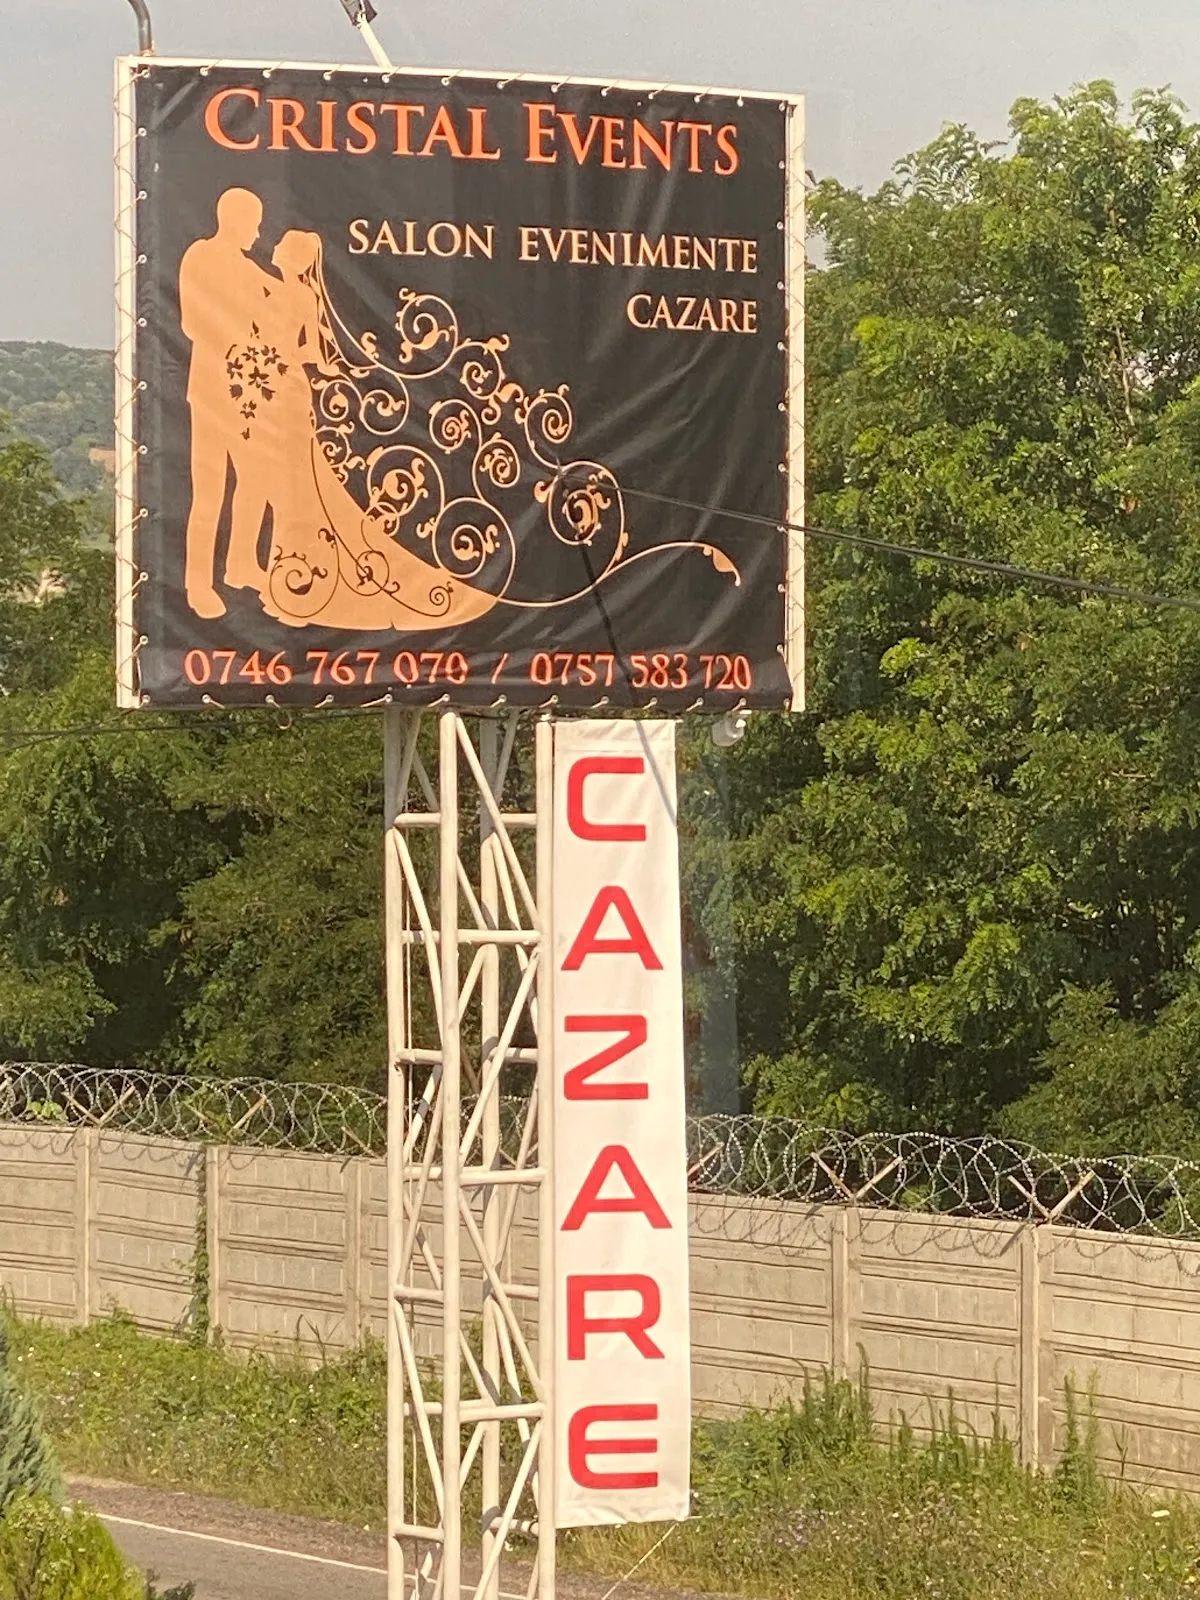 CRISTAL EVENTS
SALON EVENIMENTE
CAZARE
0746 767 070 / 0757 583 720
CAZARE